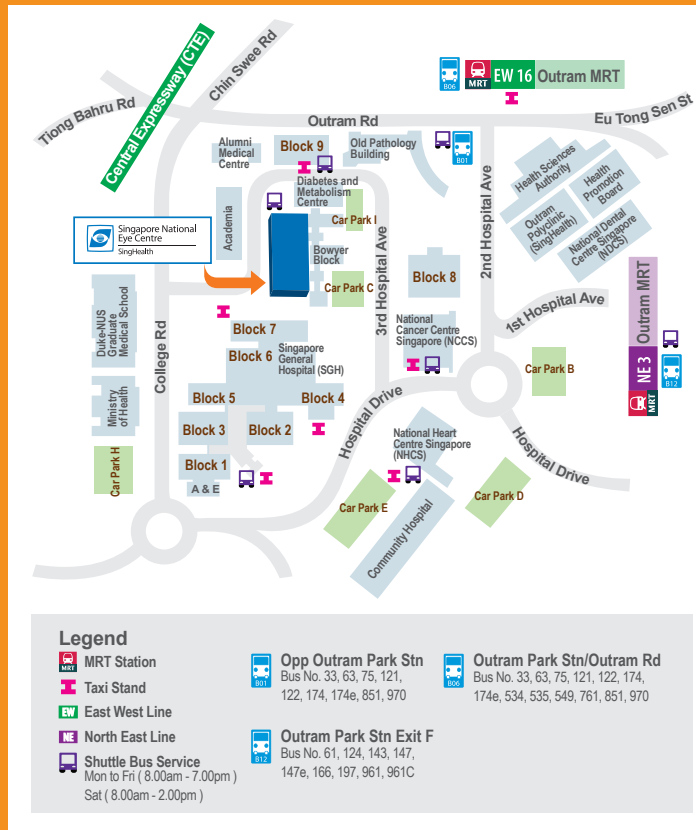 Central Expressway (CTE)
Chin Swee Rd
Tiong Bahru Rd
B06
MRT
EW 16
Outram MRT
Outram Rd
Eu Tong Sen St
Alumni
Medical
Centre
Block 9
Old Pathology
Building
B01
Health Sciences
Authority
Health
Promotion
Board
Outram
Polyclinic
(SingHealth)
National Dental
Centre Singapore
(NDCS)
2nd Hospital Ave
Diabetes and
Metabolism
Centre
Car Park I
Academia
Singapore National
Eye Centre
SingHealth
Bowyer
Block
Car Park C
3rd Hospital Ave
Block 8
1st Hospital Ave
Outram MRT
NE 3
B12
MRT
Duke-NUS
Graduate
Medical School
College Rd
Block 7
Block 6
Singapore
General
Hospital (SGH)
National
Cancer Centre
Singapore (NCCS)
Car Park B
Ministry
of Health
Block 5
Block 4
Block 3
Block 2
Hospital Drive
National Heart
Centre Singapore
(NHCS)
Hospital Drive
Car Park H
Block 1
A & E
Car Park E
Community Hospital
Car Park D
Legend
MRT
MRT Station
Taxi Stand
EW
East West Line
NE
North East Line
Shuttle Bus Service
Mon to Fri ( 8.00am - 7.00pm )
Sat ( 8.00am - 2.00pm )
B01
Opp Outram Park Stn
Bus No. 33, 63, 75, 121,
122, 174, 174e, 851, 970
B12
Outram Park Stn Exit F
Bus No. 61, 124, 143, 147,
147e, 166, 197, 961, 961C
B06
Outram Park Stn/Outram Rd
Bus No. 33, 63, 75, 121, 122, 174,
174e, 534, 535, 549, 761, 851, 970